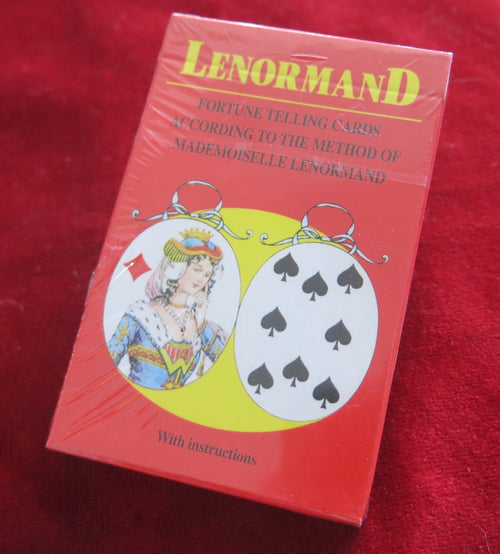 LENORMAND
FORTUNE TELLING CARDS
ACCORDING TO THE METHOD OF
MADEMOISELLE LENORMAND
With instructions